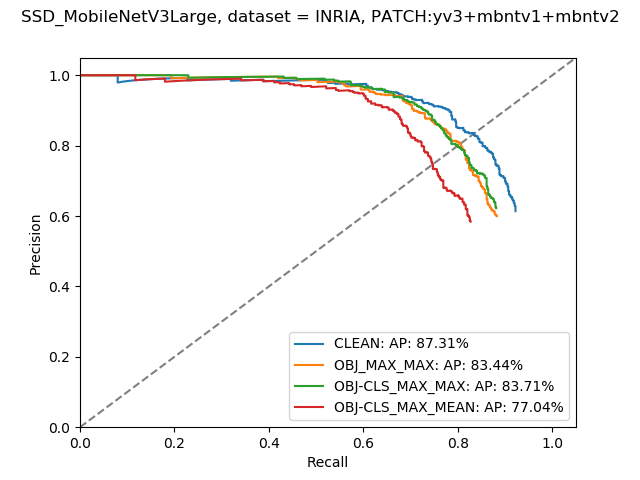 SSD_MobileNetV3Large, dataset = INRIA, PATCH:yv3+mbntv1+mbntv2
1.0
0.8
0.6
0.4
0.2
0.0
Precision
CLEAN: AP: 87.31%
OBJ_MAX_MAX: AP: 83.44%
OBJ-CLS_MAX_MAX: AP: 83.71%
OBJ-CLS_MAX_MEAN: AP: 77.04%
0.0 0.2 0.4 0.6 0.8 1.0
Recall